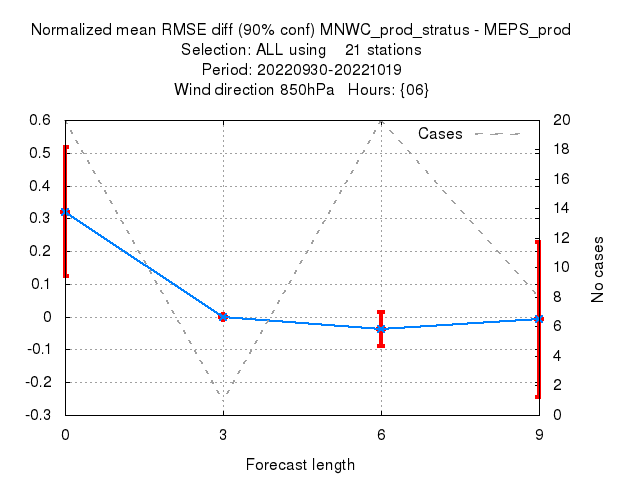 Normalized mean RMSE diff (90% conf) MNWC_prod_stratus - MEPS_prod
Selection: ALL using 21 stations
Period: 20220930-20221019
Wind direction 850hPa Hours: {06}
Cases
0.6
0.5
0.4
0.3
0.2
0.1
0
-0.1
-0.2
-0.3
20
18
16
14
12
10
8
6
4
2
0
No cases
0 3 6 9
Forecast length